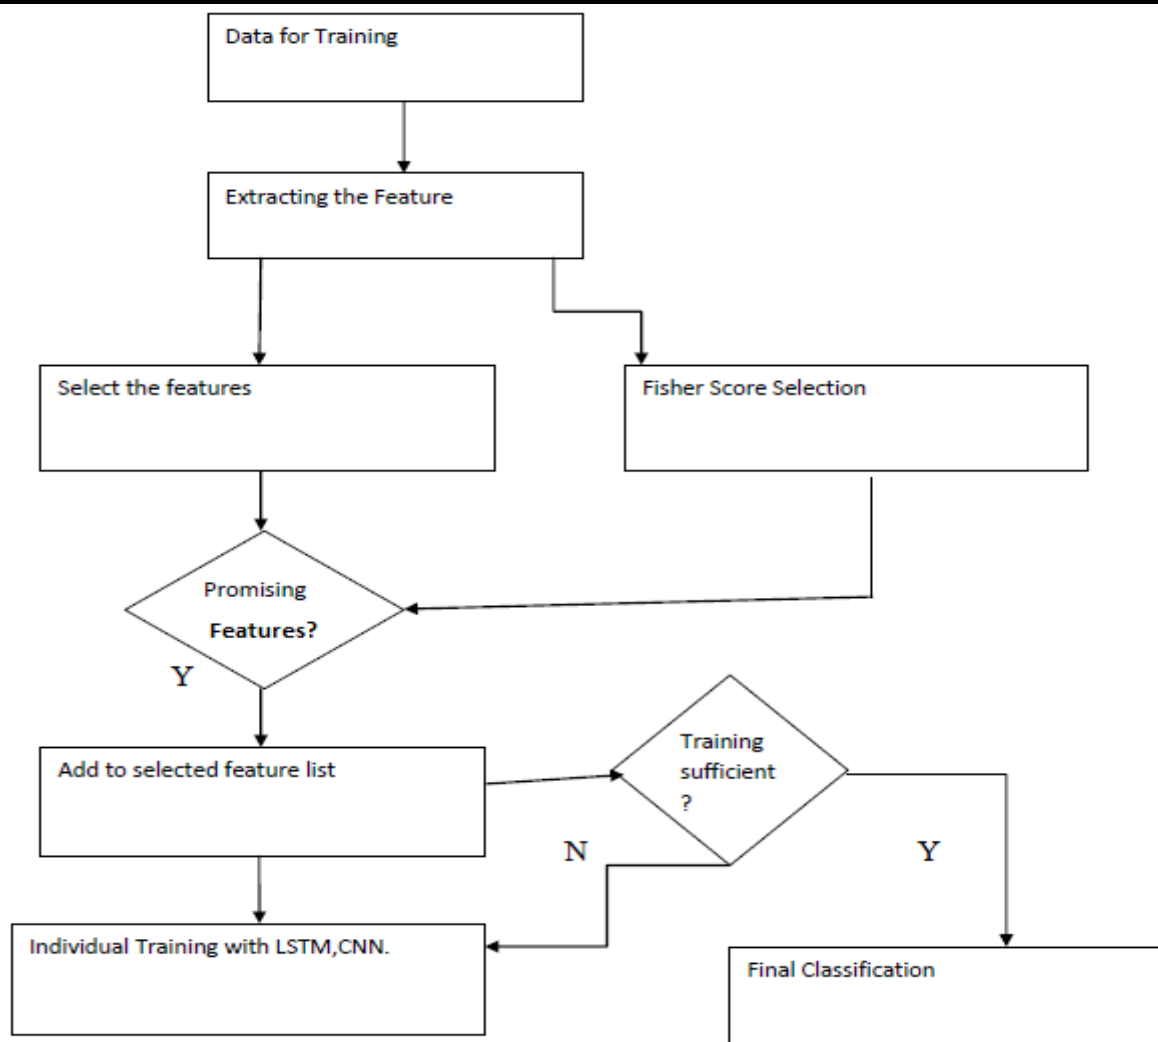 Data for Training
Extracting the Feature
Select the features
Fisher Score Selection
Promising
Features?
Y
Add to selected feature list
Training
sufficient
?
N
Y
Individual Training with LSTM,CNN.
Final Classification